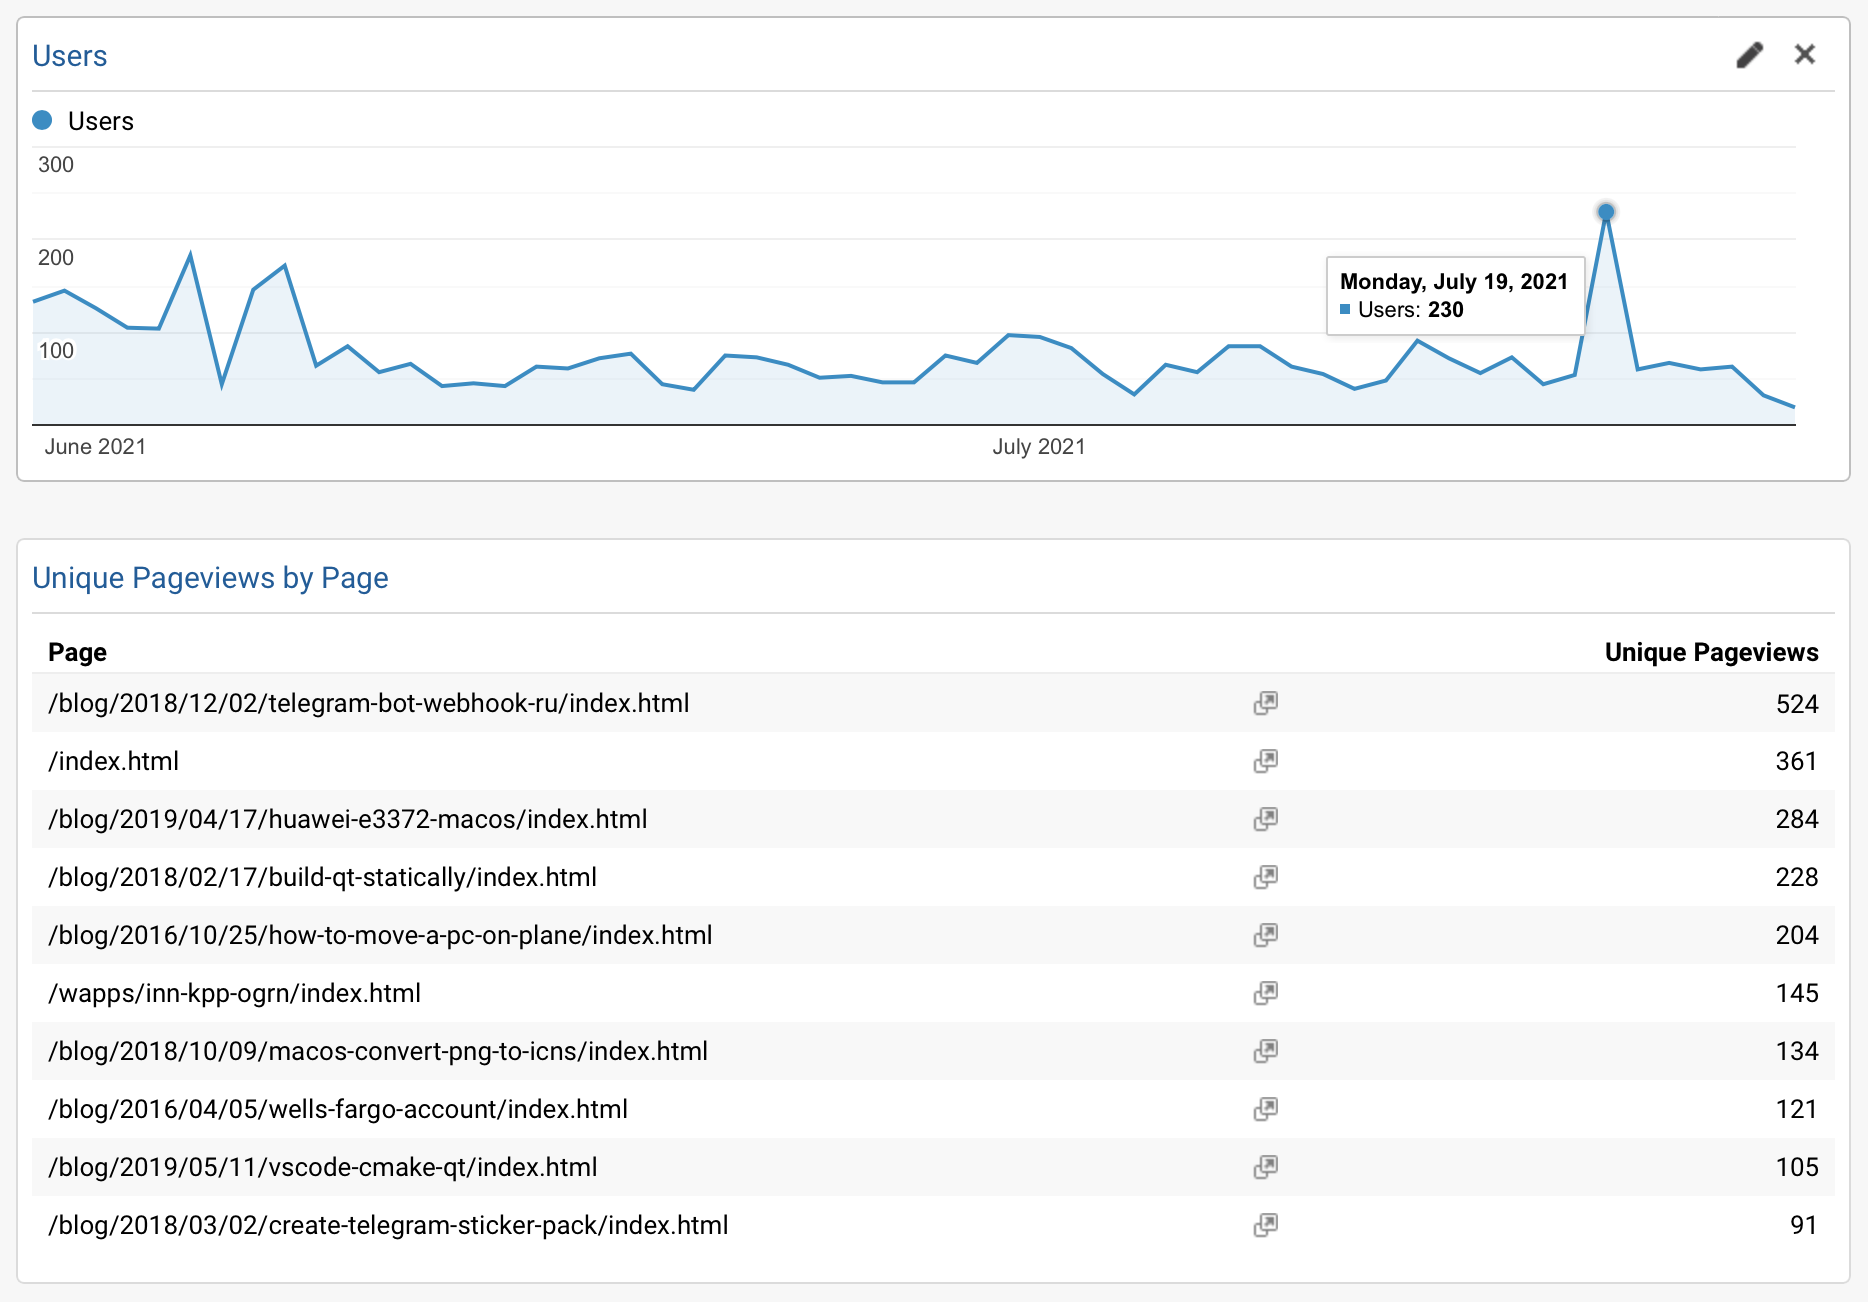 Users
Users
300
200
100
Monday, July 19, 2021
Users: 230
June 2021
July 2021
Unique Pageviews by Page
Page Unique Pageviews
/blog/2018/12/02/telegram-bot-webhook-ru/index.html 524
/index.html 361
/blog/2019/04/17/huawei-e3372-macos/index.html 284
/blog/2018/02/17/build-qt-statically/index.html 228
/blog/2016/10/25/how-to-move-a-pc-on-plane/index.html 204
/wapps/inn-kpp-ogrn/index.html 145
/blog/2018/10/09/macos-convert-png-to-icns/index.html 134
/blog/2016/04/05/wells-fargo-account/index.html 121
/blog/2019/05/11/vscode-cmake-qt/index.html 105
/blog/2018/03/02/create-telegram-sticker-pack/index.html 91